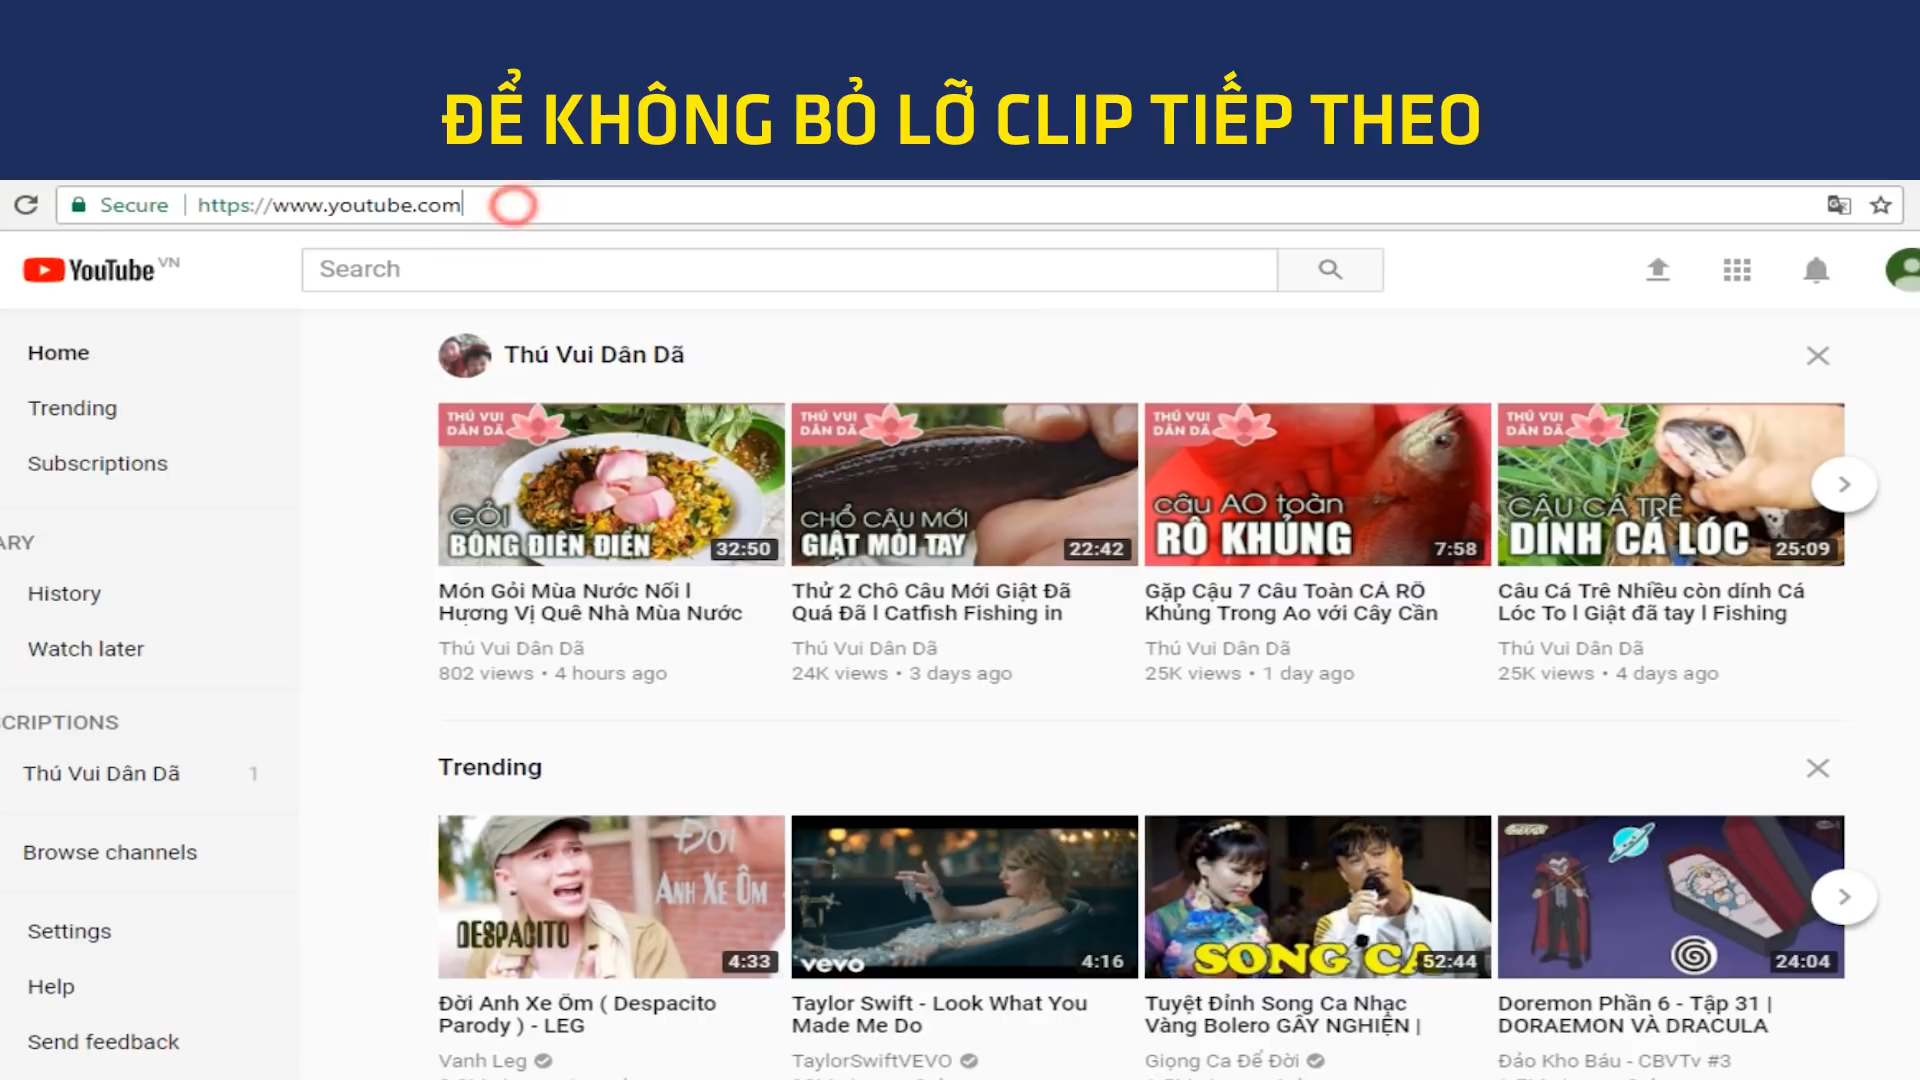 ĐỂ KHÔNG BỎ LỠ CLIP TIẾP THEO
Secure
https://www.youtube.com
YouTube VN
Search
Home
Trending
Subscriptions
ARY
History
Watch later
CRIPTIONS
Thú Vui Dân Dã 1
Browse channels
Settings
Help
Send feedback
Thú Vui Dân Dã
THÚ VUI
DÂN DÃ
GỎI
BÔNG ĐIÊN ĐIỂN
32:50
Món Gỏi Mùa Nước Nổi l
Hương Vị Quê Nhà Mùa Nước
Thú Vui Dân Dã
802 views • 4 hours ago
THÚ VUI
DÂN DÃ
CHỔ CÂU MỚI
GIẬT MỎI TAY
22:42
Thử 2 Chô Câu Mới Giật Đã
Quá Đã l Catfish Fishing in
Thú Vui Dân Dã
24K views • 3 days ago
THÚ VUI
DÂN DÃ
câu AO toàn
RÔ KHỦNG
7:58
Gặp Cậu 7 Câu Toàn CÁ RÔ
Khủng Trong Ao với Cây Cần
Thú Vui Dân Dã
25K views • 1 day ago
THÚ VUI
DÂN DÃ
CÂU CÁ TRÊ
DÍNH CÁ LÓC
25:09
Câu Cá Trê Nhiều còn dính Cá
Lóc To l Giật đã tay l Fishing
Thú Vui Dân Dã
25K views • 4 days ago
Trending
ĐỜI
ANH XE ÔM
DESPACITO
4:33
Đời Anh Xe Ôm ( Despacito
Parody ) - LEG
Vanh Leg
vevo
4:16
Taylor Swift - Look What You
Made Me Do
TaylorSwiftVEVO
SONG CA
52:44
Tuyệt Đỉnh Song Ca Nhạc
Vàng Bolero GÂY NGHIỆN |
Giọng Ca Để Đời
24:04
Doremon Phần 6 - Tập 31 |
DORAEMON VÀ DRACULA
Đảo Kho Báu - CBVTv #3